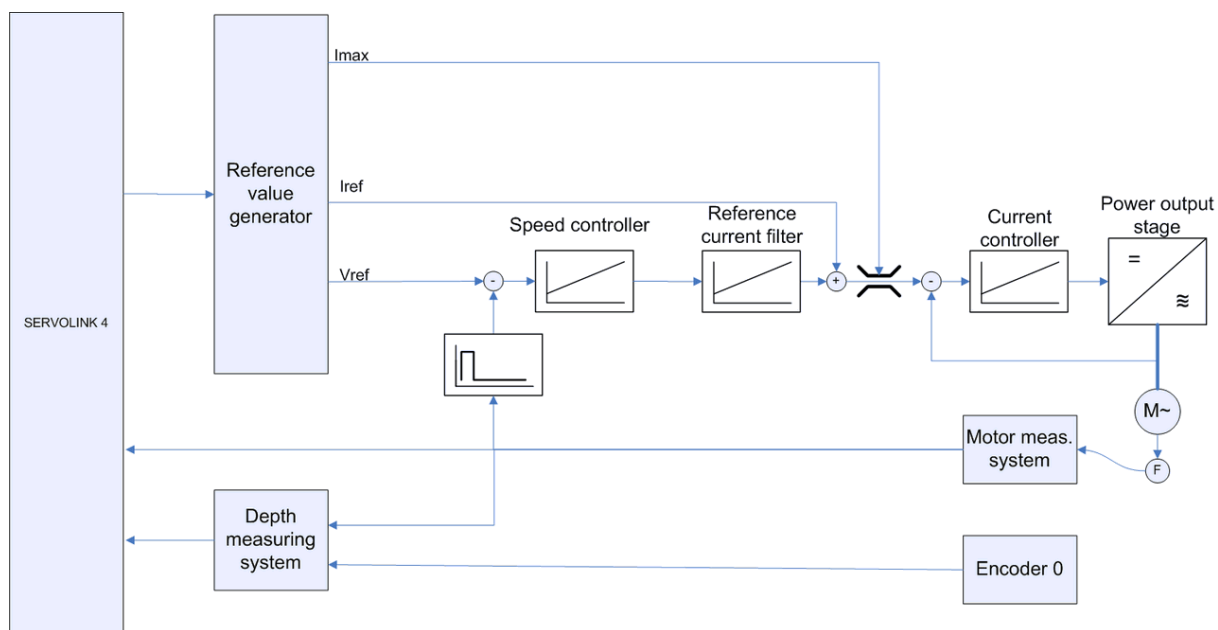 Imax
Reference
value
generator
Iref
Vref
Speed controller
Reference
current filter
Current
controller
Power output
stage
=
≋
-
+
-
SERVOLINK 4
M~
Motor meas.
system
F
Depth
measuring
system
Encoder 0